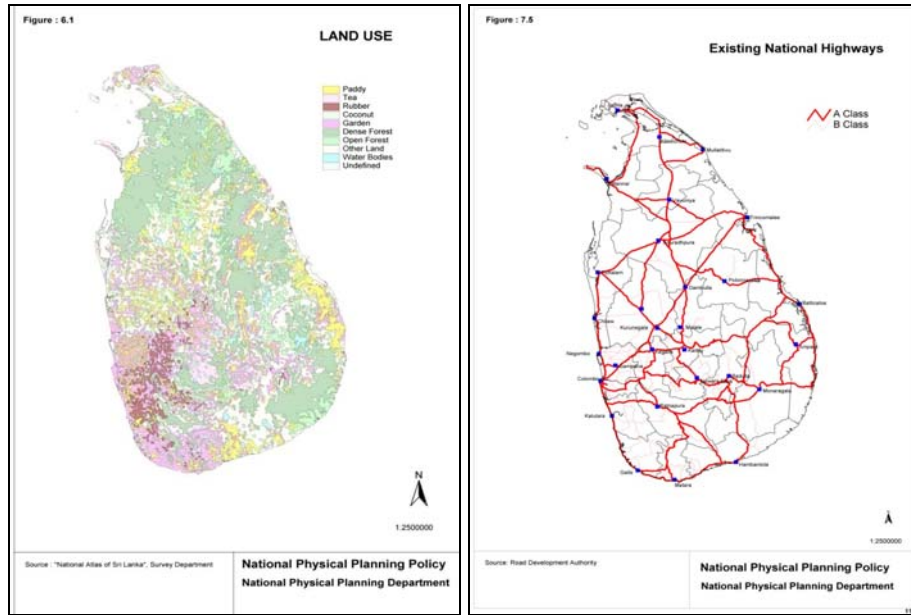 Figure : 6.1
LAND USE
Paddy
Tea
Rubber
Coconut
Garden
Dense Forest
Open Forest
Other Land
Water Bodies
Undefined
N
1:2500000
Source : "National Atlas of Sri Lanka", Survey Department
National Physical Planning Policy
National Physical Planning Department
Figure : 7.5
Existing National Highways
A Class
B Class
Mullaitivu
Vavuniya
Trincomalee
Dambulla
Batticaloa
Chilaw
Kurunegala
Matale
Negombo
Kandy
Gampaha
Colombo
Badulla
Monaragala
Kalutara
Ratnapura
Galle
Matara
Hambantota
1:2500000
Source: Road Development Authority
National Physical Planning Policy
National Physical Planning Department